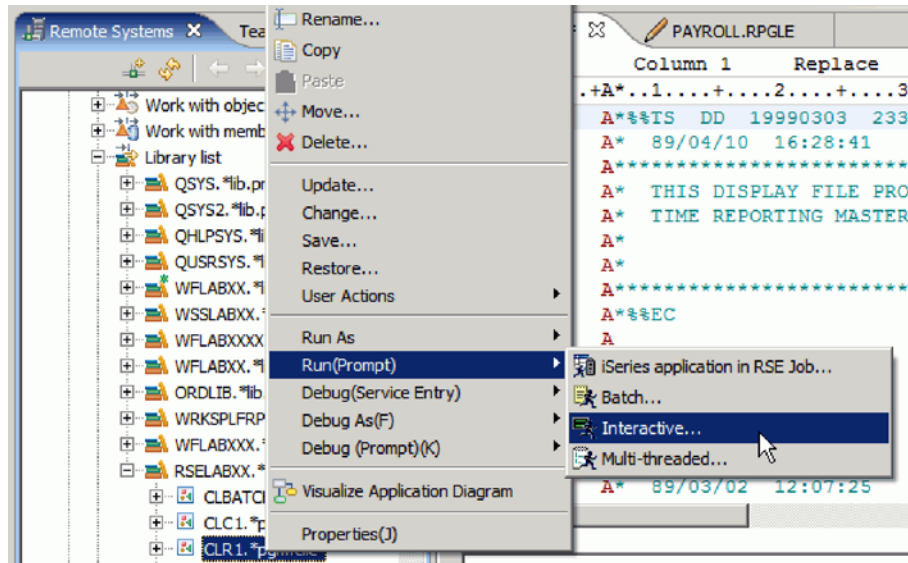 Remote Systems
Tea
Work with objec
Work with memb
Library list
QSYS.*lib.pr
QSYS2.*lib.p
QHLPSYS.*li
QUSRSYS.*l
WFLABXX.*l
WSSLABXX.*
WFLABXXXX
WFLABXX.*l
ORDLIB.*lib
WRKSPLFRP
WFLABXXX.*
RSELABXX.*
CLBATCH
CLC1.*p
CLR1.*pgm.cle
Rename...
Copy
Paste
Move...
Delete...
Update...
Change...
Save...
Restore...
User Actions
Run As
Run(Prompt)
Debug(Service Entry)
Debug As(F)
Debug (Prompt)(K)
Visualize Application Diagram
Properties(J)
iSeries application in RSE Job...
Batch...
Interactive...
Multi-threaded...
PAYROLL.RPGLE
Column 1 Replace
.+A*..1....+....2....+....3
A*%%TS DD 19990303 233
A* 89/04/10 16:28:41
A*************************
A* THIS DISPLAY FILE PRO
A* TIME REPORTING MASTER
A*
A*
A*************************
A*%%EC
A
A* 89/03/02 12:07:25